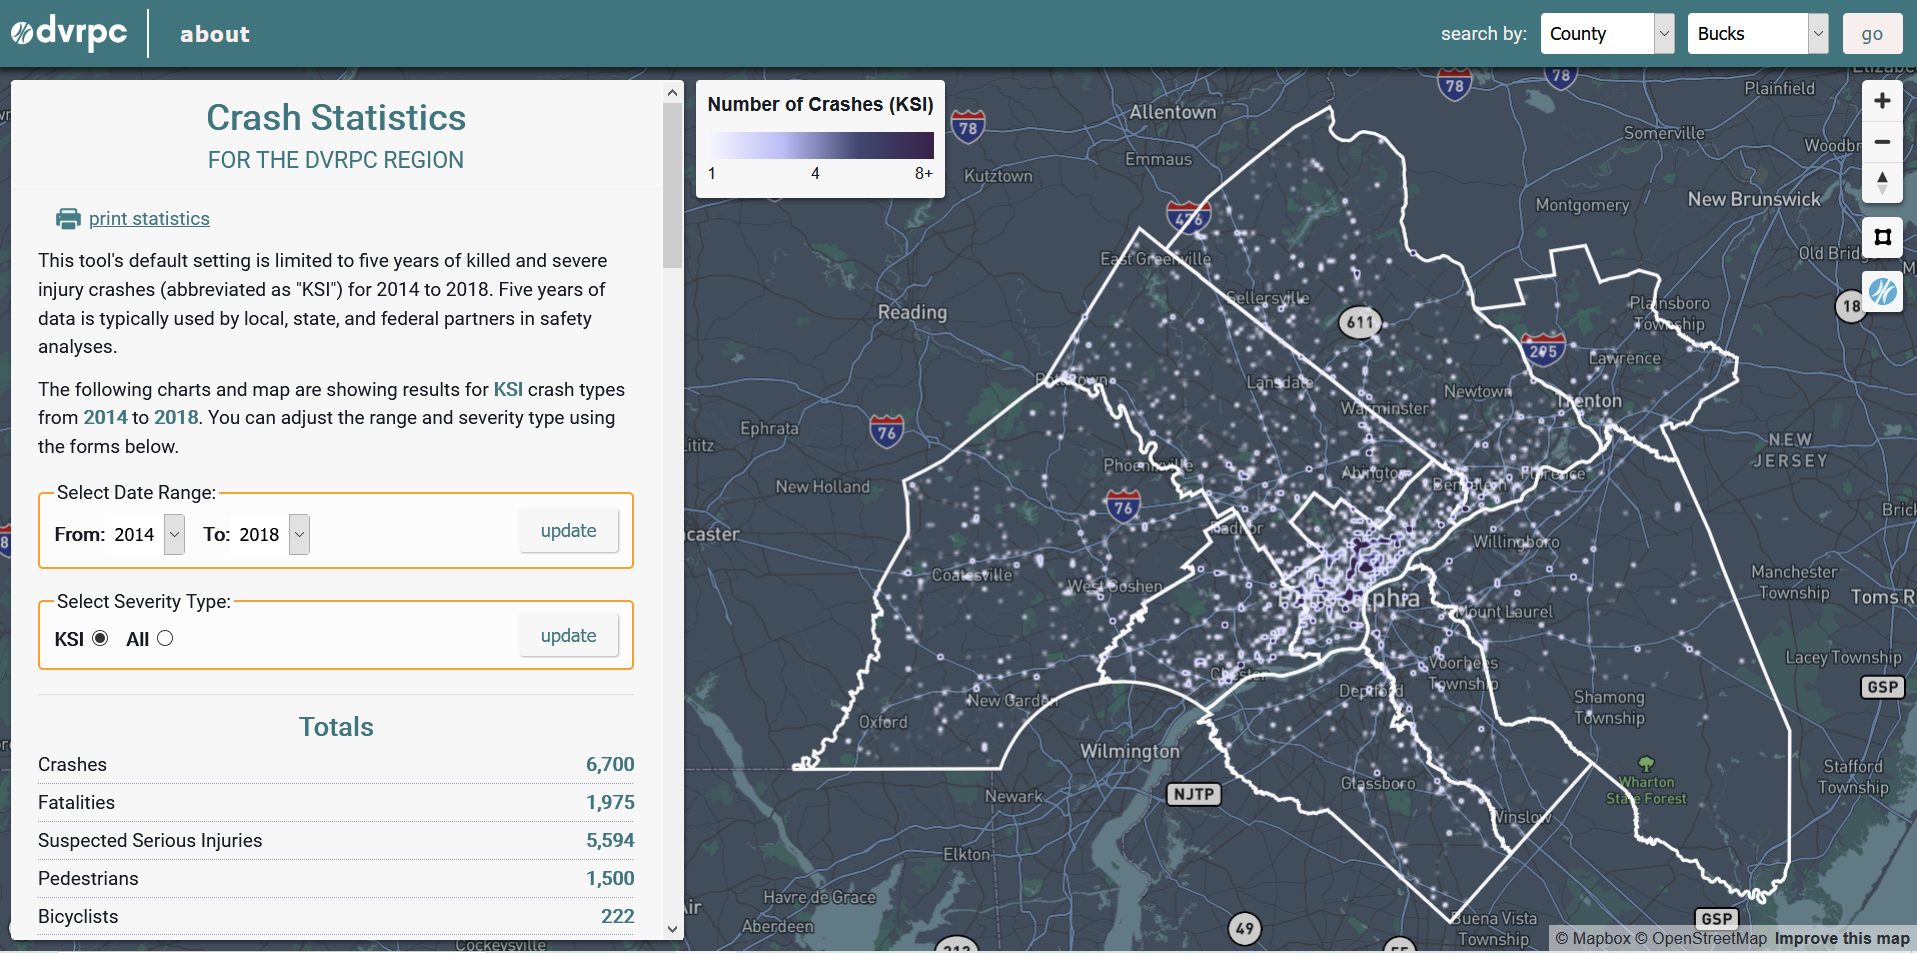 dvrpc
about
search by:
County
Bucks
go
Crash Statistics
FOR THE DVRPC REGION
print statistics
This tool's default setting is limited to five years of killed and severe
injury crashes (abbreviated as "KSI") for 2014 to 2018. Five years of
data is typically used by local, state, and federal partners in safety
analyses.
The following charts and map are showing results for KSI crash types
from 2014 to 2018. You can adjust the range and severity type using
the forms below.
Select Date Range:
From: 2014 To: 2018
update
Select Severity Type:
KSI All
update
Totals
Crashes 6,700
Fatalities 1,975
Suspected Serious Injuries 5,594
Pedestrians 1,500
Bicyclists 222
Number of Crashes (KSI)
1 4 8+
78
78
78
Allentown
Emmaus
Kutztown
Plainfield
Somerville
Montgomery
New Brunswick
476
East Greenville
Sellersville
611
Reading
Plainsboro
Township
18
295
Lawrence
Lansdale
Newtown
Warminster
Trenton
Ephrata
76
Lititz
NEW
JERSEY
Phoenixville
Abington
Florence
New Holland
76
Radnor
Willingboro
Coatesville
West Goshen
Manchester
Township
Toms R
Philadelphia
Mount Laurel
Chester
Voorhees
Township
Deptford
Lacey Township
GSP
New Garden
Oxford
Shamong
Township
Wilmington
Glassboro
Wharton
State Forest
Stafford
Township
NJTP
Newark
Winslow
Elkton
Havre de Grace
Aberdeen
49
Buena Vista
Township
GSP
Cockeysville
© Mapbox © OpenStreetMap Improve this map